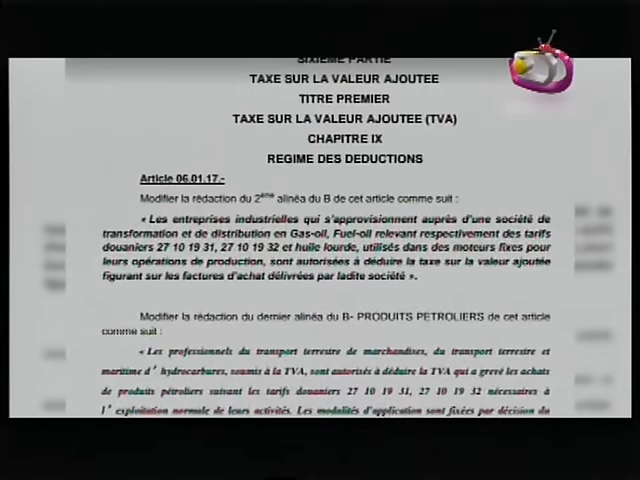 SIXIEME PARTIE
TAXE SUR LA VALEUR AJOUTEE
TITRE PREMIER
TAXE SUR LA VALEUR AJOUTEE (TVA)
CHAPITRE IX
REGIME DES DEDUCTIONS
Article 06.01.17.-
Modifier la rédaction du 2ème alinéa du B de cet article comme suit :
« Les entreprises industrielles qui s'approvisionnent auprès d'une société de
transformation et de distribution en Gas-oil, Fuel-oil relevant respectivement des tarifs
douaniers 27 10 19 31, 27 10 19 32 et huile lourde, utilisés dans des moteurs fixes pour
leurs opérations de production, sont autorisées à déduire la taxe sur la valeur ajoutée
figurant sur les factures d'achat délivrées par ladite société ».
Modifier la rédaction du dernier alinéa du B- PRODUITS PETROLIERS de cet article
comme suit :
« Les professionnels du transport terrestre de marchandises, du transport terrestre et
maritime d' hydrocarbures, soumis à la TVA, sont autorisés à déduire la TVA qui a grevé les achats
de produits pétroliers suivant les tarifs douaniers 27 10 19 31, 27 10 19 32 nécessaires à
l' exploitation normale de leurs activités. Les modalités d'application sont fixées par décision du